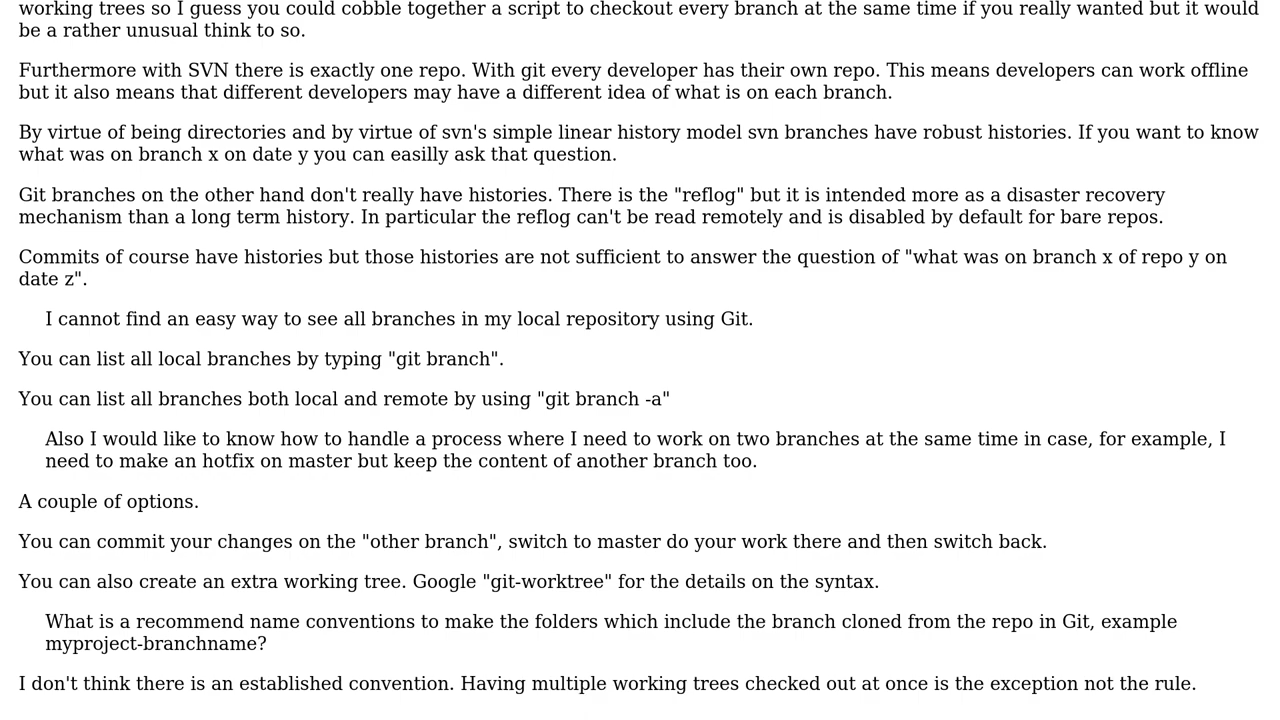 working trees so I guess you could cobble together a script to checkout every branch at the same time if you really wanted but it would
be a rather unusual think to so.
Furthermore with SVN there is exactly one repo. With git every developer has their own repo. This means developers can work offline
but it also means that different developers may have a different idea of what is on each branch.
By virtue of being directories and by virtue of svn's simple linear history model svn branches have robust histories. If you want to know
what was on branch x on date y you can easilly ask that question.
Git branches on the other hand don't really have histories. There is the "reflog" but it is intended more as a disaster recovery
mechanism than a long term history. In particular the reflog can't be read remotely and is disabled by default for bare repos.
Commits of course have histories but those histories are not sufficient to answer the question of "what was on branch x of repo y on
date z".
I cannot find an easy way to see all branches in my local repository using Git.
You can list all local branches by typing "git branch".
You can list all branches both local and remote by using "git branch -a"
Also I would like to know how to handle a process where I need to work on two branches at the same time in case, for example, I
need to make an hotfix on master but keep the content of another branch too.
A couple of options.
You can commit your changes on the "other branch", switch to master do your work there and then switch back.
You can also create an extra working tree. Google "git-worktree" for the details on the syntax.
What is a recommend name conventions to make the folders which include the branch cloned from the repo in Git, example
myproject-branchname?
I don't think there is an established convention. Having multiple working trees checked out at once is the exception not the rule.